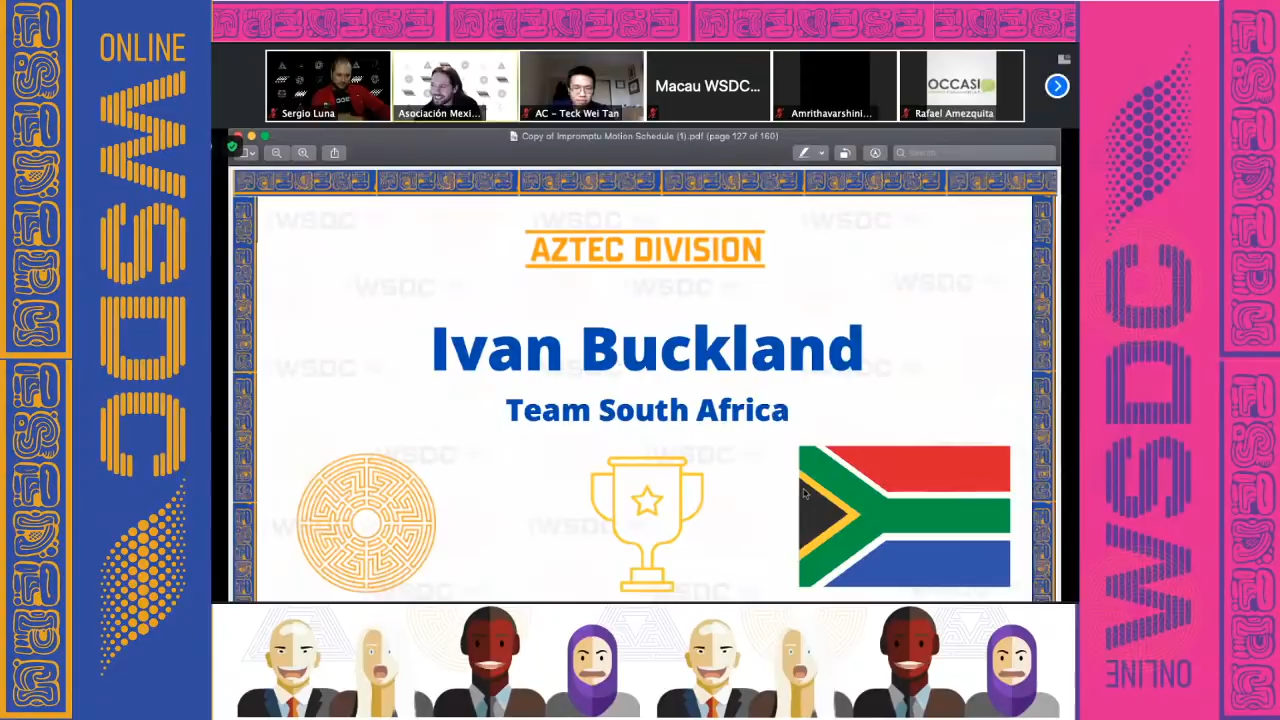 ONLINE
WSDC
Sergio Luna
Asociación Mexi...
AC – Teck Wei Tan
Macau WSDC...
Amrithavarshini...
OCCASI
Rafael Amezquita
Copy of Impromptu Motion Schedule (1).pdf (page 127 of 160)
Search
AZTEC DIVISION
Ivan Buckland
Team South Africa
WSDC
ONLINE